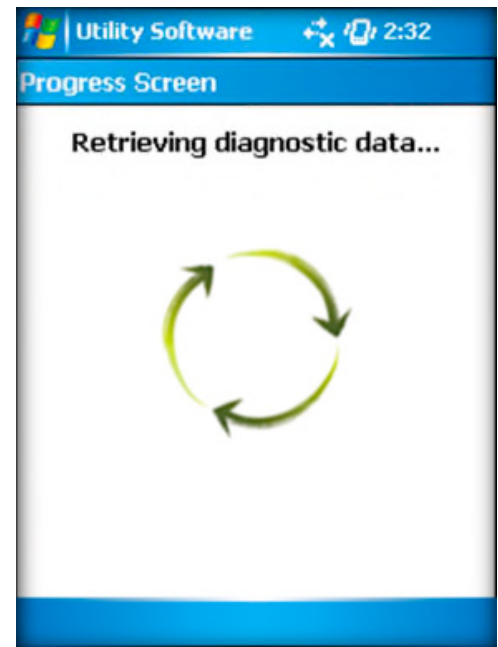 Utility Software 2:32
Progress Screen
Retrieving diagnostic data...